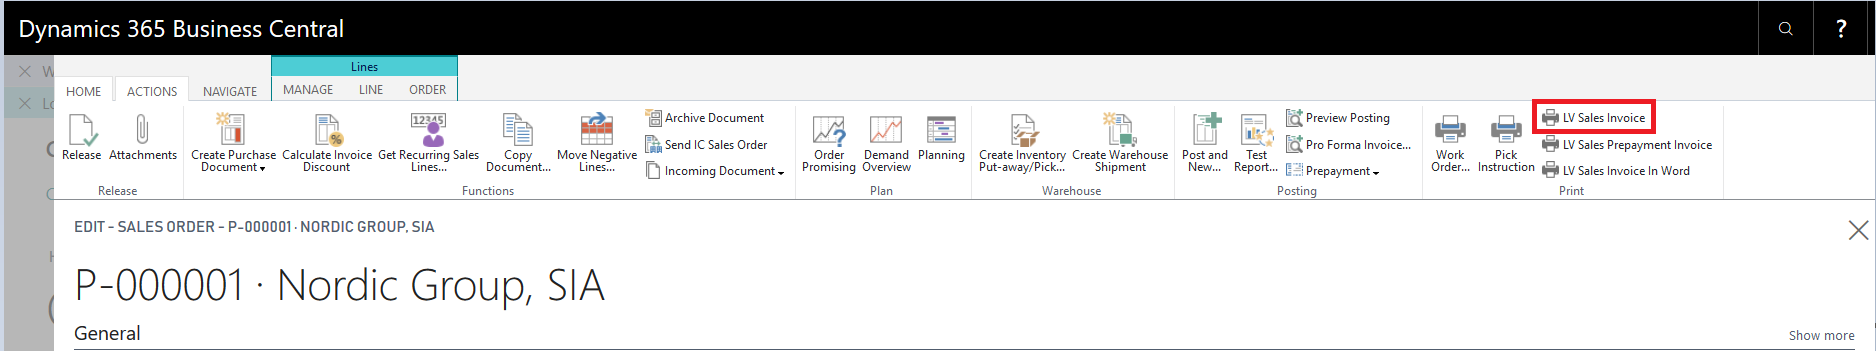 Dynamics 365 Business Central
?
W
Lines
HOME ACTIONS NAVIGATE MANAGE LINE ORDER
Lo
Release
Attachments
Release
Create Purchase
Document
Calculate Invoice
Discount
12345
Get Recurring Sales
Lines...
Copy
Document...
Move Negative
Lines...
Archive Document
Send IC Sales Order
Incoming Document
Functions
Order
Promising
Demand
Overview
Planning
Plan
Create Inventory
Put-away/Pick...
Create Warehouse
Shipment
Warehouse
Post and
New...
Test
Report...
Preview Posting
Pro Forma Invoice...
Prepayment
Posting
Work
Order...
Pick
Instruction
LV Sales Invoice
LV Sales Prepayment Invoice
LV Sales Invoice In Word
Print
EDIT - SALES ORDER - P-000001 · NORDIC GROUP, SIA
P-000001 · Nordic Group, SIA
General
Show more